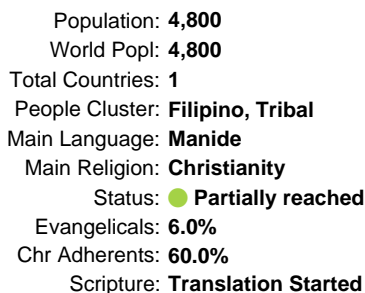 Population: 4,800
World Popl: 4,800
Total Countries: 1
People Cluster: Filipino, Tribal
Main Language: Manide
Main Religion: Christianity
Status: Partially reached
Evangelicals: 6.0%
Chr Adherents: 60.0%
Scripture: Translation Started